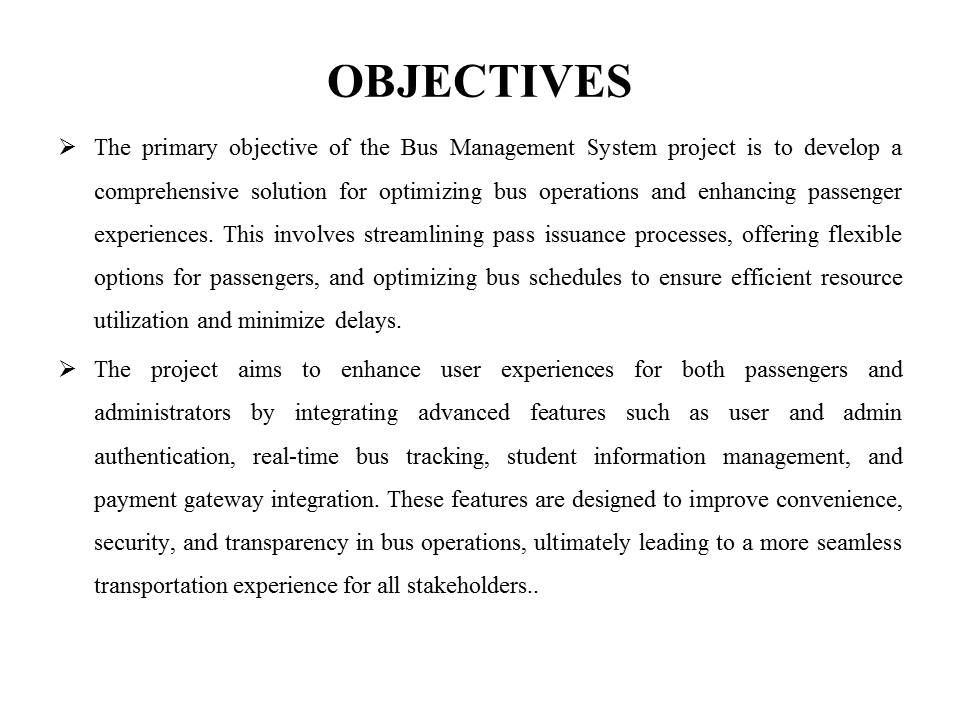 OBJECTIVES
➢ The primary objective of the Bus Management System project is to develop a
comprehensive solution for optimizing bus operations and enhancing passenger
experiences. This involves streamlining pass issuance processes, offering flexible
options for passengers, and optimizing bus schedules to ensure efficient resource
utilization and minimize delays.
➢ The project aims to enhance user experiences for both passengers and
administrators by integrating advanced features such as user and admin
authentication, real-time bus tracking, student information management, and
payment gateway integration. These features are designed to improve convenience,
security, and transparency in bus operations, ultimately leading to a more seamless
transportation experience for all stakeholders..